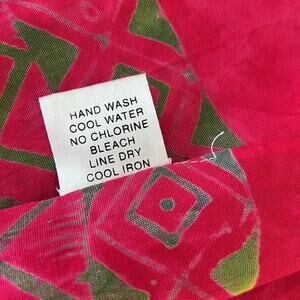 HAND WASH
COOL WATER
NO CHLORINE
BLEACH
LINE DRY
COOL IRON